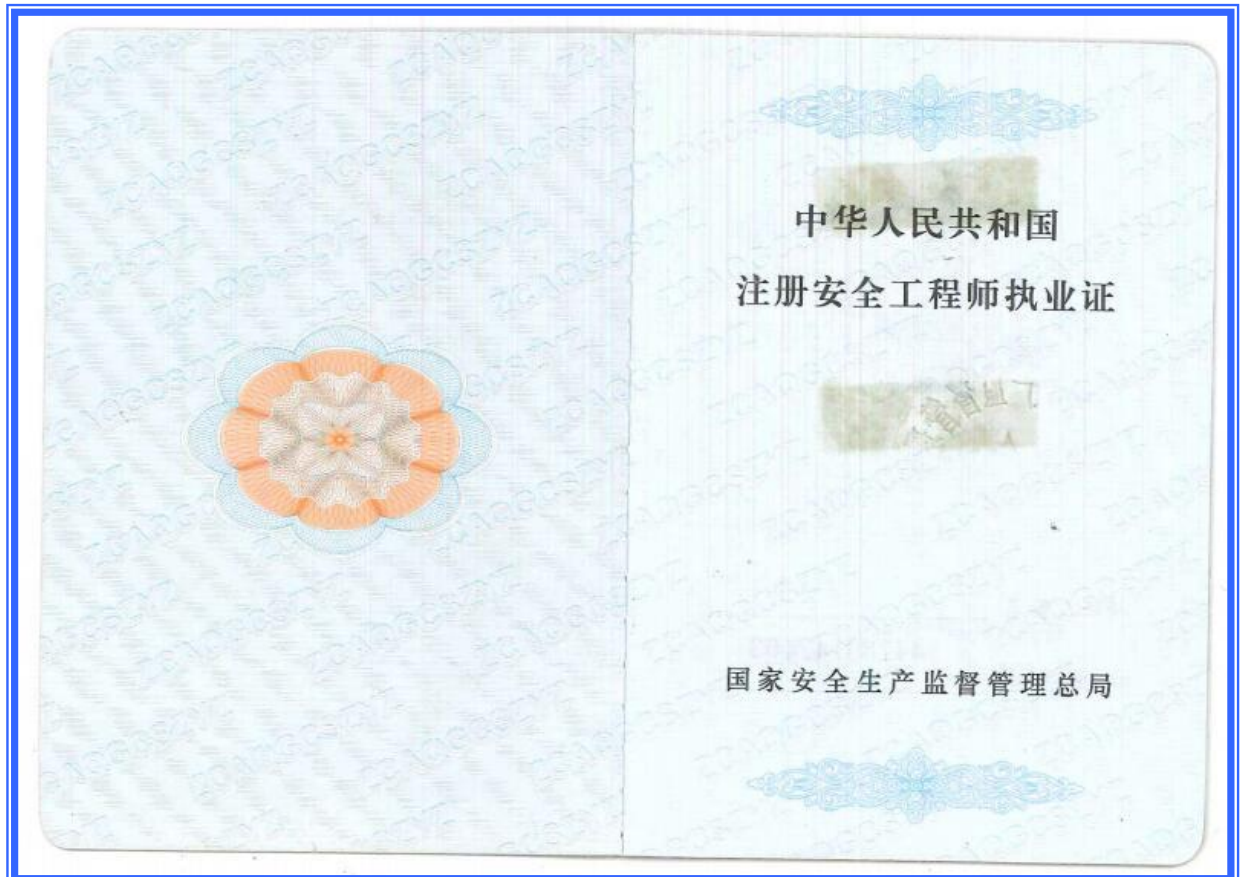 中华人民共和国
注册安全工程师执业证
国家安全生产监督管理总局